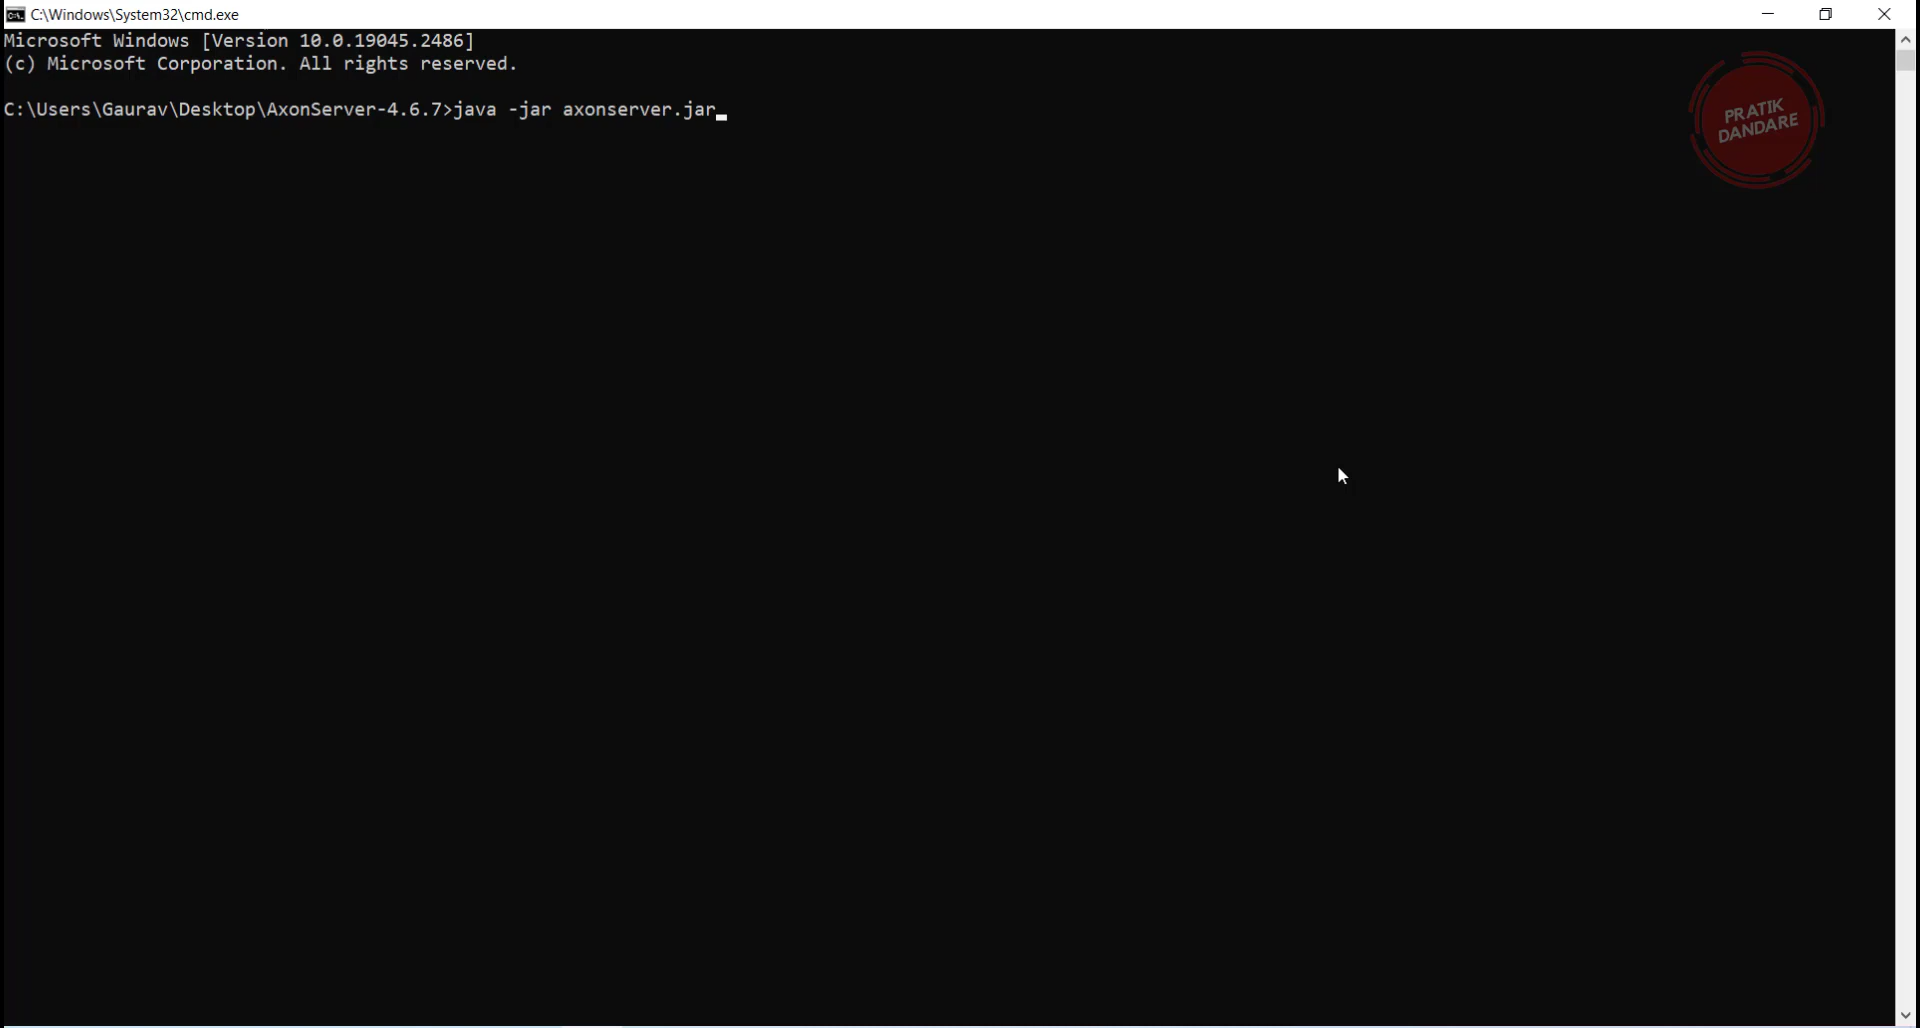 C:\Windows\System32\cmd.exe
Microsoft Windows [Version 10.0.19045.2486]
(c) Microsoft Corporation. All rights reserved.
C:\Users\Gaurav\Desktop\AxonServer-4.6.7>java -jar axonserver.jar
PRATIK
DANDARE